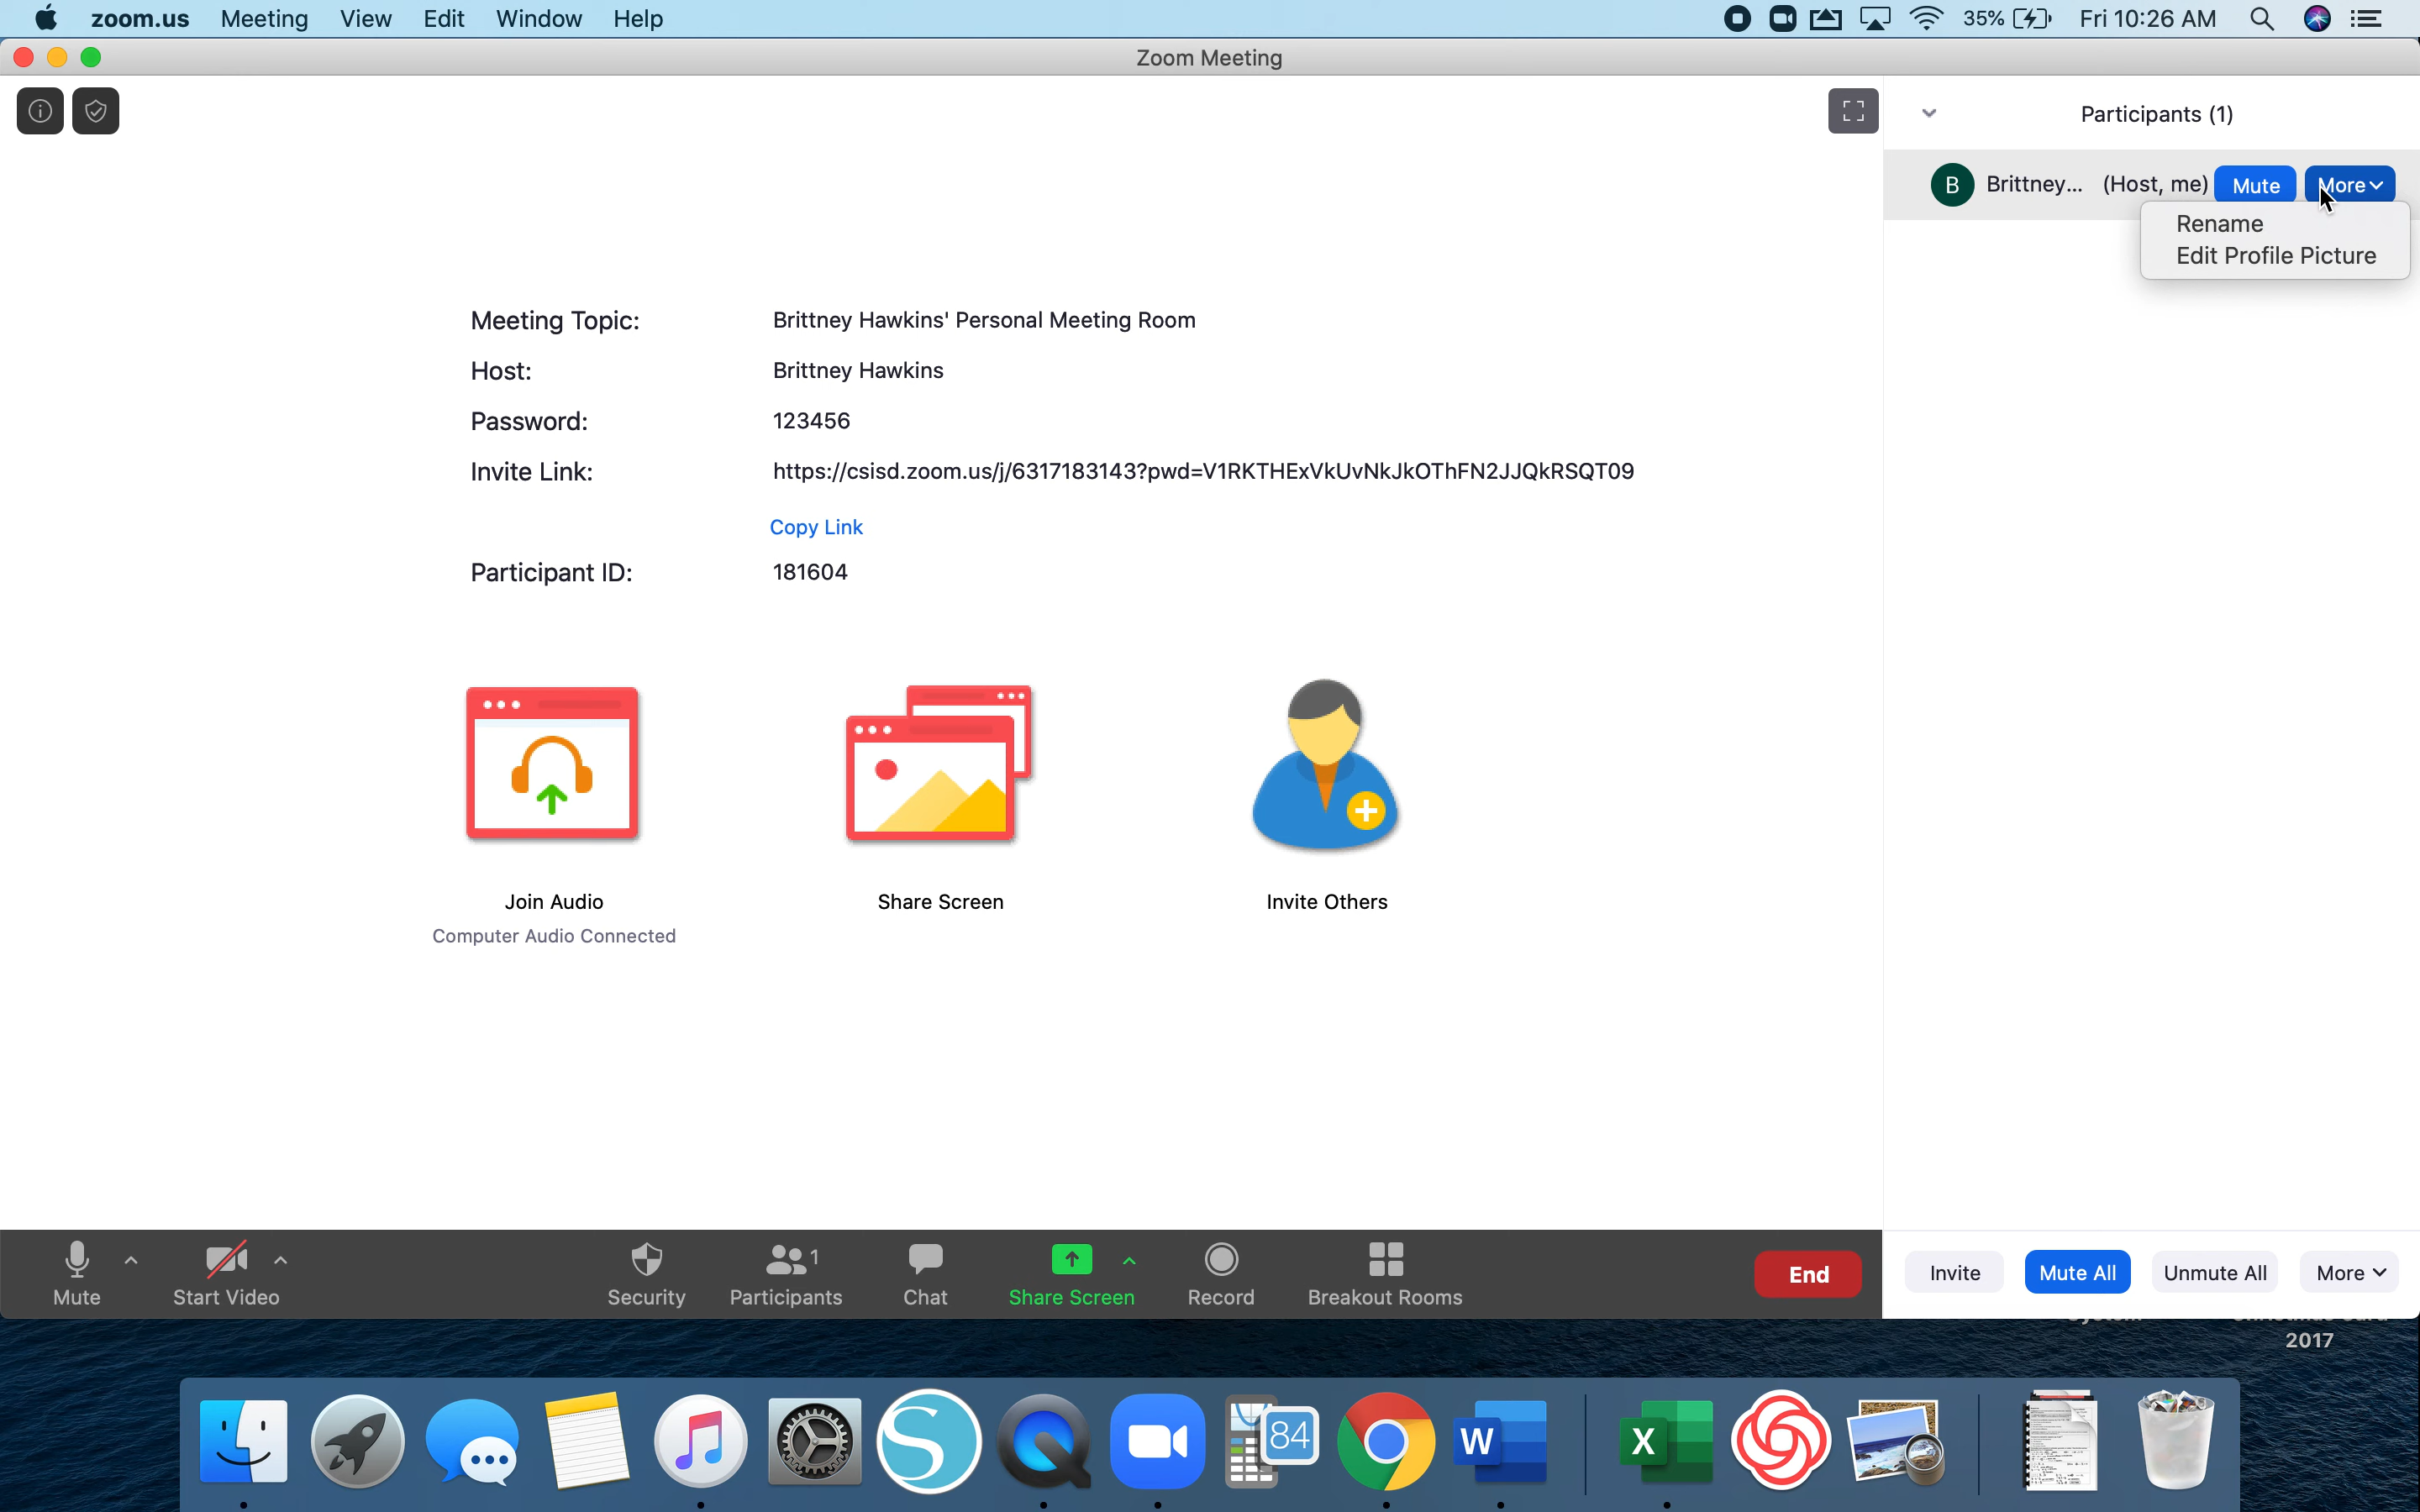 zoom.us Meeting View Edit Window Help 35% Fri 10:26 AM
Zoom Meeting
Participants (1)
B Brittney... (Host, me) Mute More
Rename
Edit Profile Picture
Meeting Topic: Brittney Hawkins' Personal Meeting Room
Host: Brittney Hawkins
Password: 123456
Invite Link: https://csisd.zoom.us/j/6317183143?pwd=V1RKTHExVkUvNkJkOThFN2JJQkRSQT09
Copy Link
Participant ID: 181604
Join Audio Share Screen Invite Others
Computer Audio Connected
1
Mute Start Video Security Participants Chat Share Screen Record Breakout Rooms End
Invite Mute All Unmute All More
2017
S 84 W X